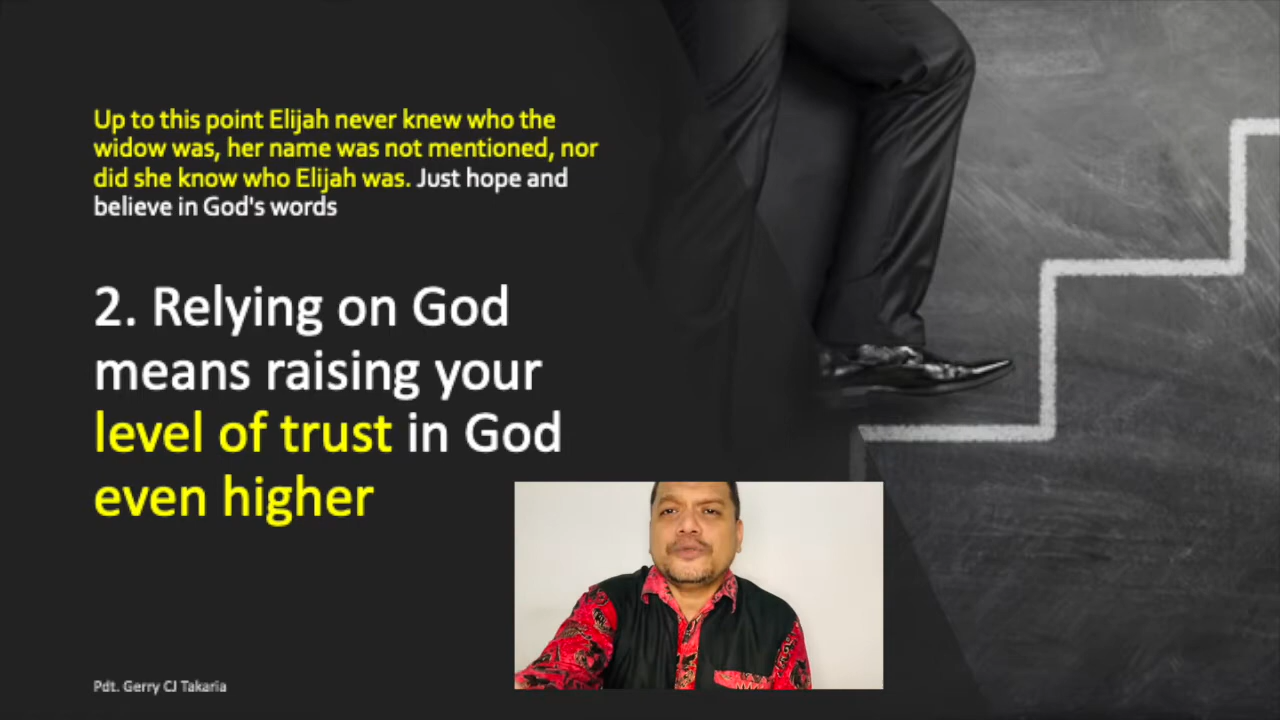 Up to this point Elijah never knew who the
widow was, her name was not mentioned, nor
did she know who Elijah was. Just hope and
believe in God's words
2. Relying on God
means raising your
level of trust in God
even higher
Pdt. Gerry CJ Takaria